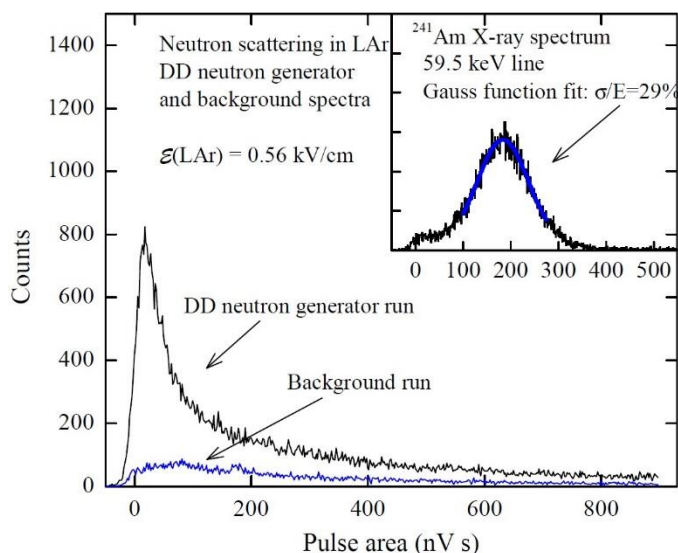 1400
1200
1000
800
600
400
200
0
Counts
Neutron scattering in LAr
DD neutron generator
and background spectra
ℰ(LAr) = 0.56 kV/cm
²⁴¹Am X-ray spectrum
59.5 keV line
Gauss function fit: σ/E=29%
0 100 200 300 400 500
DD neutron generator run
Background run
0 200 400 600 800
Pulse area (nV s)